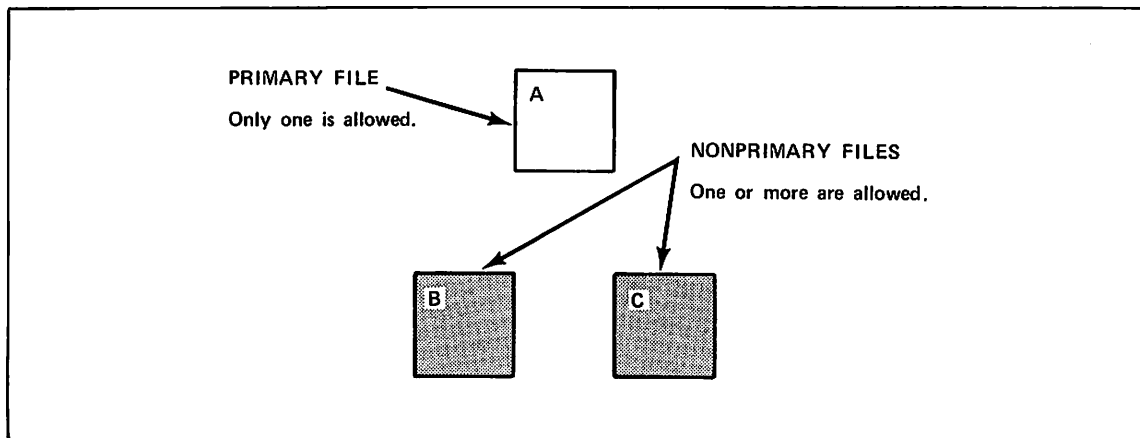 PRIMARY FILE
Only one is allowed.
A
NONPRIMARY FILES
One or more are allowed.
B
C